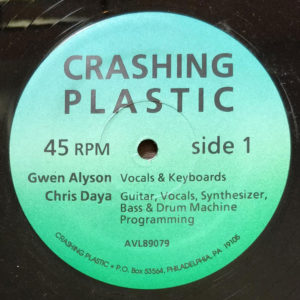 CRASHING
PLASTIC
45 RPM side 1
Gwen Alyson Vocals & Keyboards
Chris Daya Guitar, Vocals, Synthesizer,
Bass & Drum Machine
Programming
AVL89079
CRASHING PLASTIC • P.O. Box 53564, PHILADELPHIA, PA 19105